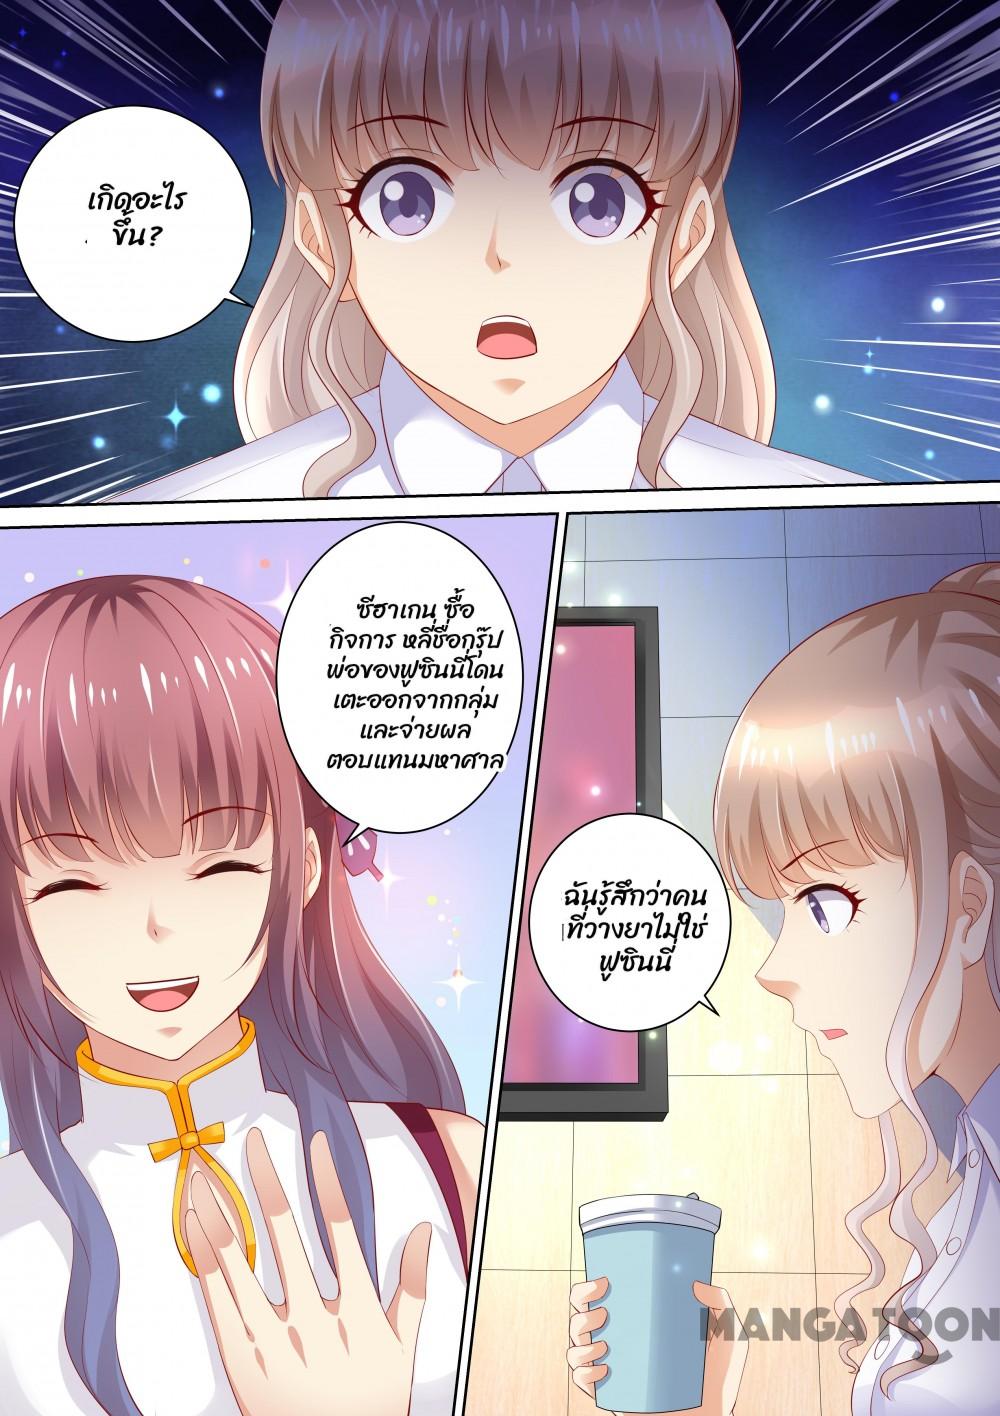 เกิดอะไร
ขึ้น?
ซีฮาเกน ซื้อ
กิจการ หลี่ชื่อกรุ๊ป
พ่อของฟูซินนี่โดน
เตะออกจากกลุ่ม
และจ่ายผล
ตอบแทนมหาศาล
ฉันรู้สึกว่าคน
ที่วางยาไม่ใช่
ฟูซินนี่
MANGATOON